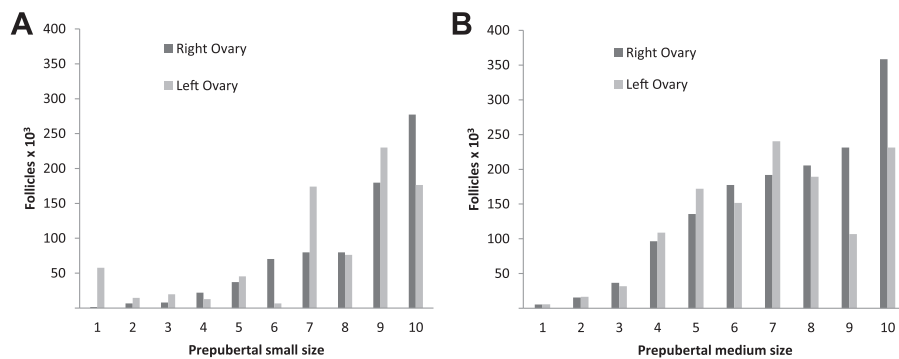 A
400
350
300
250
200
150
100
50
Follicles x 10³
Right Ovary
Left Ovary
1 2 3 4 5 6 7 8 9 10
Prepubertal small size
B
400
350
300
250
200
150
100
50
Follicles x 10³
Right Ovary
Left Ovary
1 2 3 4 5 6 7 8 9 10
Prepubertal medium size